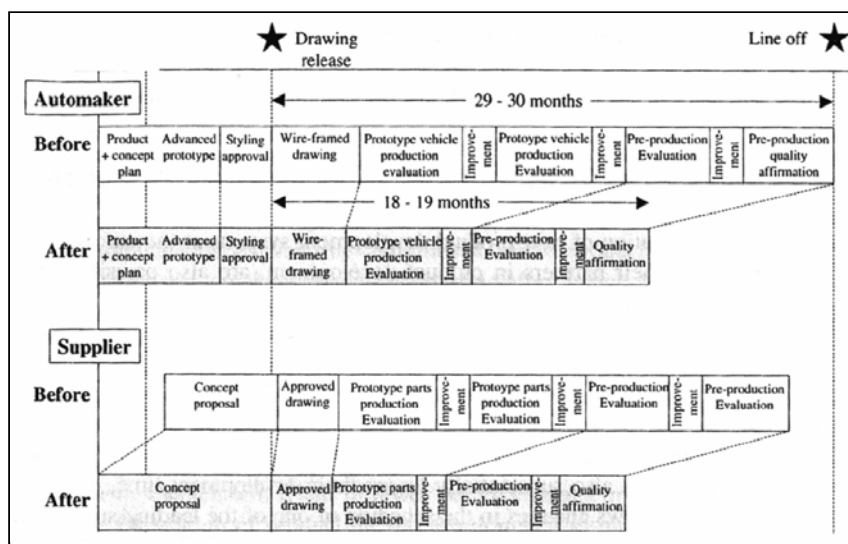 Drawing
release
Line off
Automaker
29 - 30 months
Before
Product
+ concept
plan
Advanced
prototype
Styling
approval
Wire-framed
drawing
Prototype vehicle
production
evaluation
Improve-
ment
Protoype vehicle
production
Evaluation
Improve-
ment
Pre-production
Evaluation
Improve-
ment
Pre-production
quality
affirmation
18 - 19 months
After
Product
+ concept
plan
Advanced
prototype
Styling
approval
Wire-
framed
drawing
Prototype vehicle
production
Evaluation
Improve-
ment
Pre-production
Evaluation
Improve-
ment
Quality
affirmation
Supplier
Before
Concept
proposal
Approved
drawing
Prototype parts
production
Evaluation
Improve-
ment
Protoype parts
production
Evaluation
Improve-
ment
Pre-production
Evaluation
Improve-
ment
Pre-production
Evaluation
After
Concept
proposal
Approved
drawing
Prototype parts
production
Evaluation
Improve-
ment
Pre-production
Evaluation
Improve-
ment
Quality
affirmation